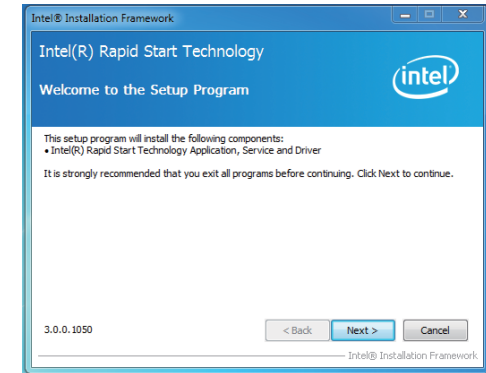 Intel® Installation Framework
Intel(R) Rapid Start Technology
Welcome to the Setup Program
intel
This setup program will install the following components:
• Intel(R) Rapid Start Technology Application, Service and Driver
It is strongly recommended that you exit all programs before continuing. Click Next to continue.
3.0.0.1050
< Back
Next >
Cancel
Intel® Installation Framework